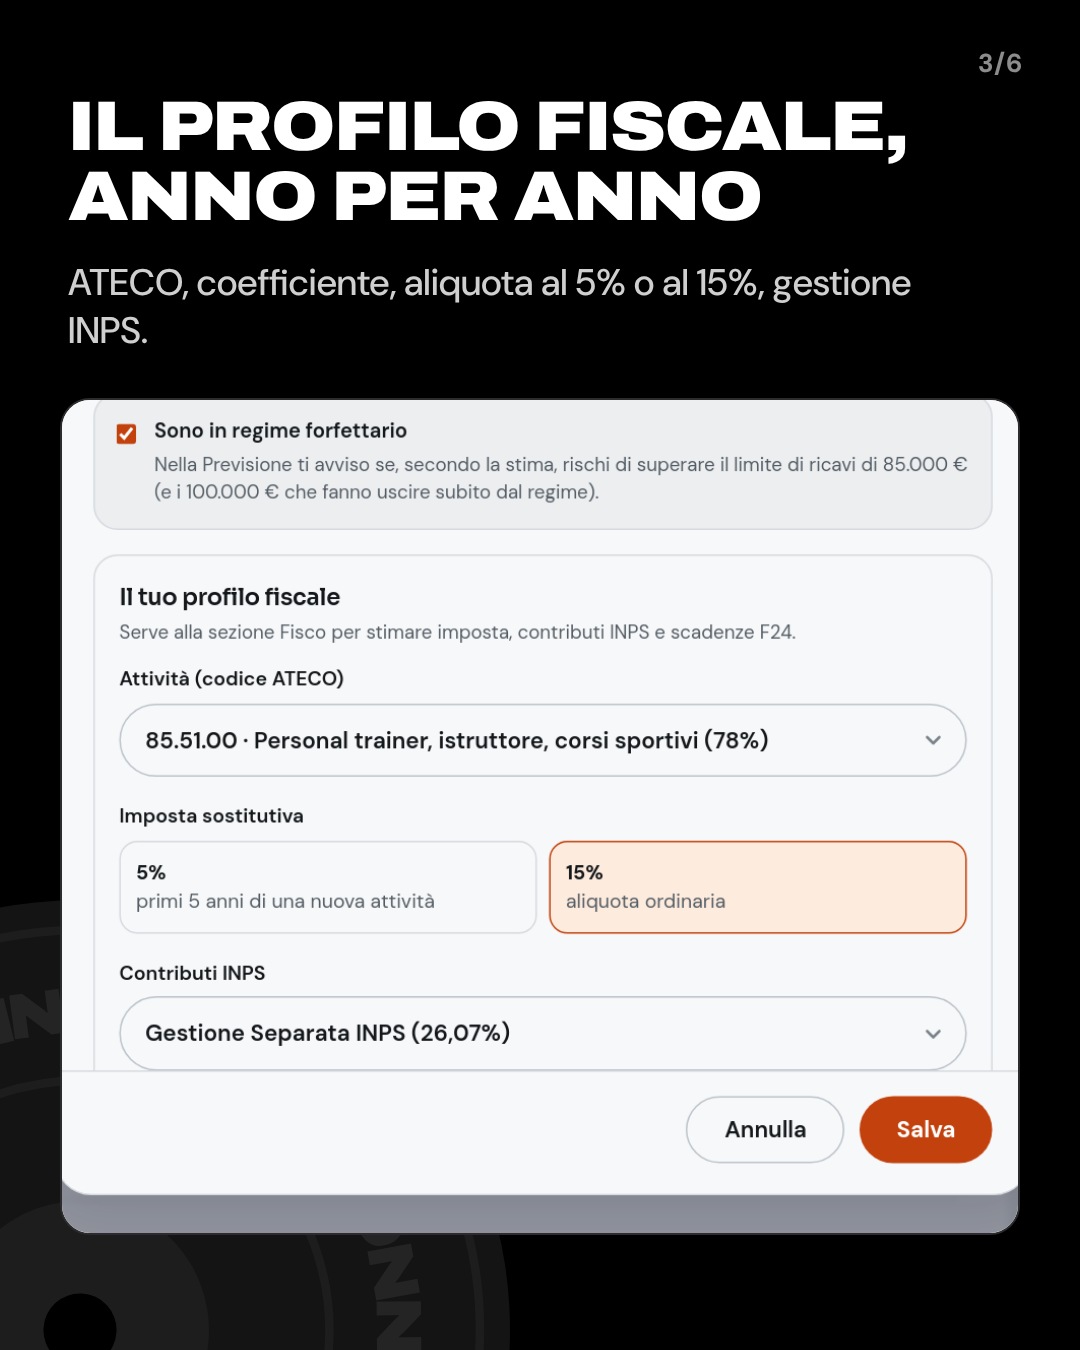 3/6
IL PROFILO FISCALE,
ANNO PER ANNO
ATECO, coefficiente, aliquota al 5% o al 15%, gestione
INPS.
Sono in regime forfettario
Nella Previsione ti avviso se, secondo la stima, rischi di superare il limite di ricavi di 85.000 €
(e i 100.000 € che fanno uscire subito dal regime).
Il tuo profilo fiscale
Serve alla sezione Fisco per stimare imposta, contributi INPS e scadenze F24.
Attività (codice ATECO)
85.51.00 · Personal trainer, istruttore, corsi sportivi (78%)
Imposta sostitutiva
5%
primi 5 anni di una nuova attività
15%
aliquota ordinaria
Contributi INPS
Gestione Separata INPS (26,07%)
Annulla
Salva